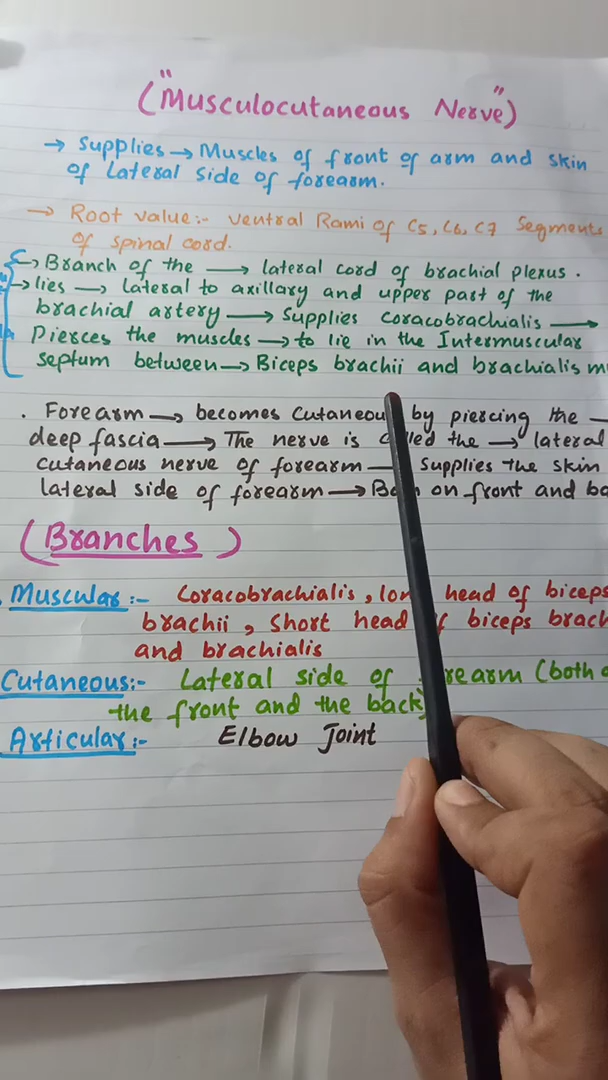 ("Musculocutaneous Nerve")
→ Supplies → Muscles of front of arm and skin
of Lateral side of forearm.
→ Root value:- ventral Rami of C5, C6, C7 Segments
of spinal cord.
→ Branch of the → lateral cord of brachial plexus.
→ lies → lateral to axillary and upper part of the
brachial artery → Supplies coracobrachialis →
Pierces the muscles → to lie in the Intermuscular
septum between → Biceps brachii and brachialis
. Forearm → becomes cutaneou by piercing the
deep fascia → The nerve is called the → lateral
cutaneous nerve of forearm → Supplies the skin
lateral side of forearm → on front and
(Branches)
Muscular:- Coracobrachialis, head of biceps
brachii, Short head biceps
and brachialis
Cutaneous:- Lateral side of (both
the front and the back)
Articular:- Elbow Joint